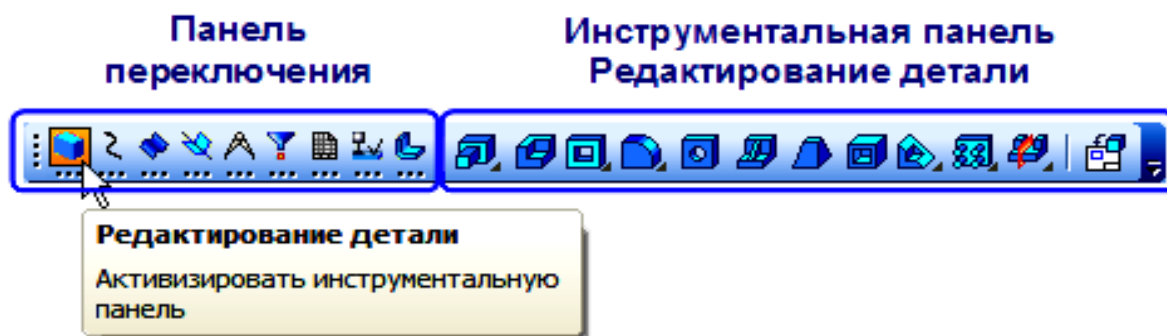 Панель
переключения
Инструментальная панель
Редактирование детали
Редактирование детали
Активизировать инструментальную
панель